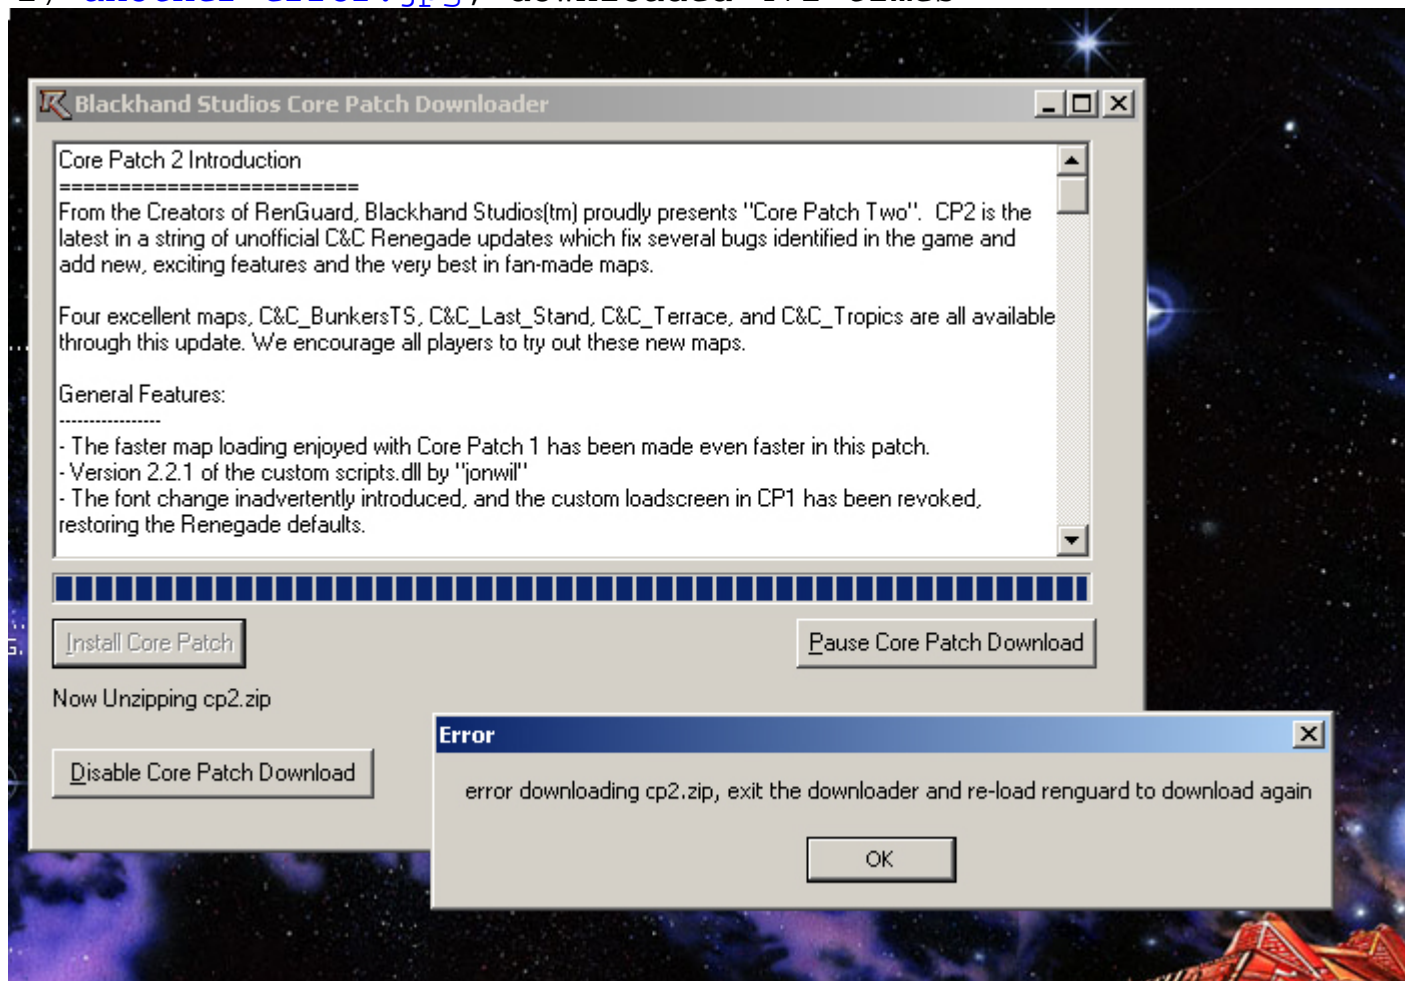 Blackhand Studios Core Patch Downloader
Core Patch 2 Introduction
=========================
From the Creators of RenGuard, Blackhand Studios(tm) proudly presents "Core Patch Two".  CP2 is the
latest in a string of unofficial C&C Renegade updates which fix several bugs identified in the game and
add new, exciting features and the very best in fan-made maps.
Four excellent maps, C&C_BunkersTS, C&C_Last_Stand, C&C_Terrace, and C&C_Tropics are all available
through this update. We encourage all players to try out these new maps.
General Features:
----------------
- The faster map loading enjoyed with Core Patch 1 has been made even faster in this patch.
- Version 2.2.1 of the custom scripts.dll by "jonwil"
- The font change inadvertently introduced, and the custom loadscreen in CP1 has been revoked,
restoring the Renegade defaults.
Install Core Patch
Pause Core Patch Download
Now Unzipping cp2.zip
Disable Core Patch Download
Error
error downloading cp2.zip, exit the downloader and re-load renguard to download again
OK